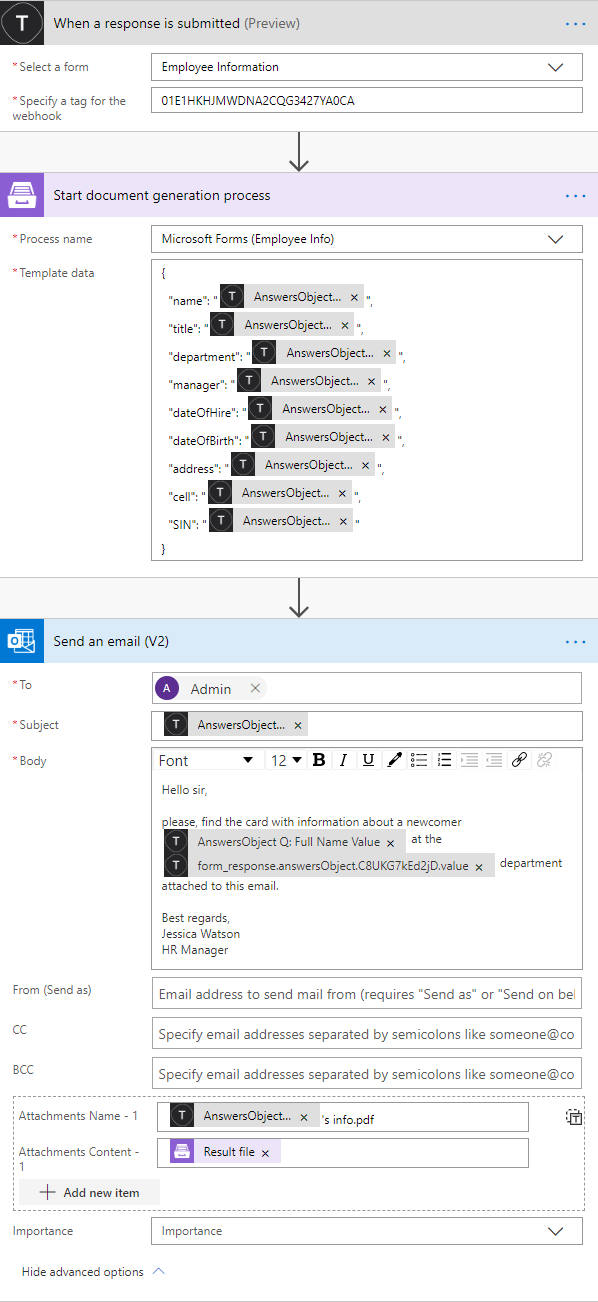 T When a response is submitted (Preview) ...
* Select a form Employee Information
* Specify a tag for the webhook 01E1HKHJMWDNA2CQG3427YA0CA
Start document generation process ...
* Process name Microsoft Forms (Employee Info)
* Template data {
"name": " T AnswersObject... × ",
"title": " T AnswersObject... × ",
"department": " T AnswersObject... × ",
"manager": " T AnswersObject... × ",
"dateOfHire": " T AnswersObject... × ",
"dateOfBirth": " T AnswersObject... × ",
"address": " T AnswersObject... × ",
"cell": " T AnswersObject... × ",
"SIN": " T AnswersObject... × "
}
Send an email (V2) ...
* To A Admin ×
* Subject T AnswersObject... ×
* Body Font 12 B I U
Hello sir,
please, find the card with information about a newcomer
T AnswersObject Q: Full Name Value × at the
T form_response.answersObject.C8UKG7kEd2jD.value × department
attached to this email.
Best regards,
Jessica Watson
HR Manager
From (Send as) Email address to send mail from (requires "Send as" or "Send on bel
CC Specify email addresses separated by semicolons like someone@co
BCC Specify email addresses separated by semicolons like someone@co
Attachments Name - 1 T AnswersObject... × 's info.pdf
Attachments Content - 1 Result file ×
+ Add new item
Importance Importance
Hide advanced options